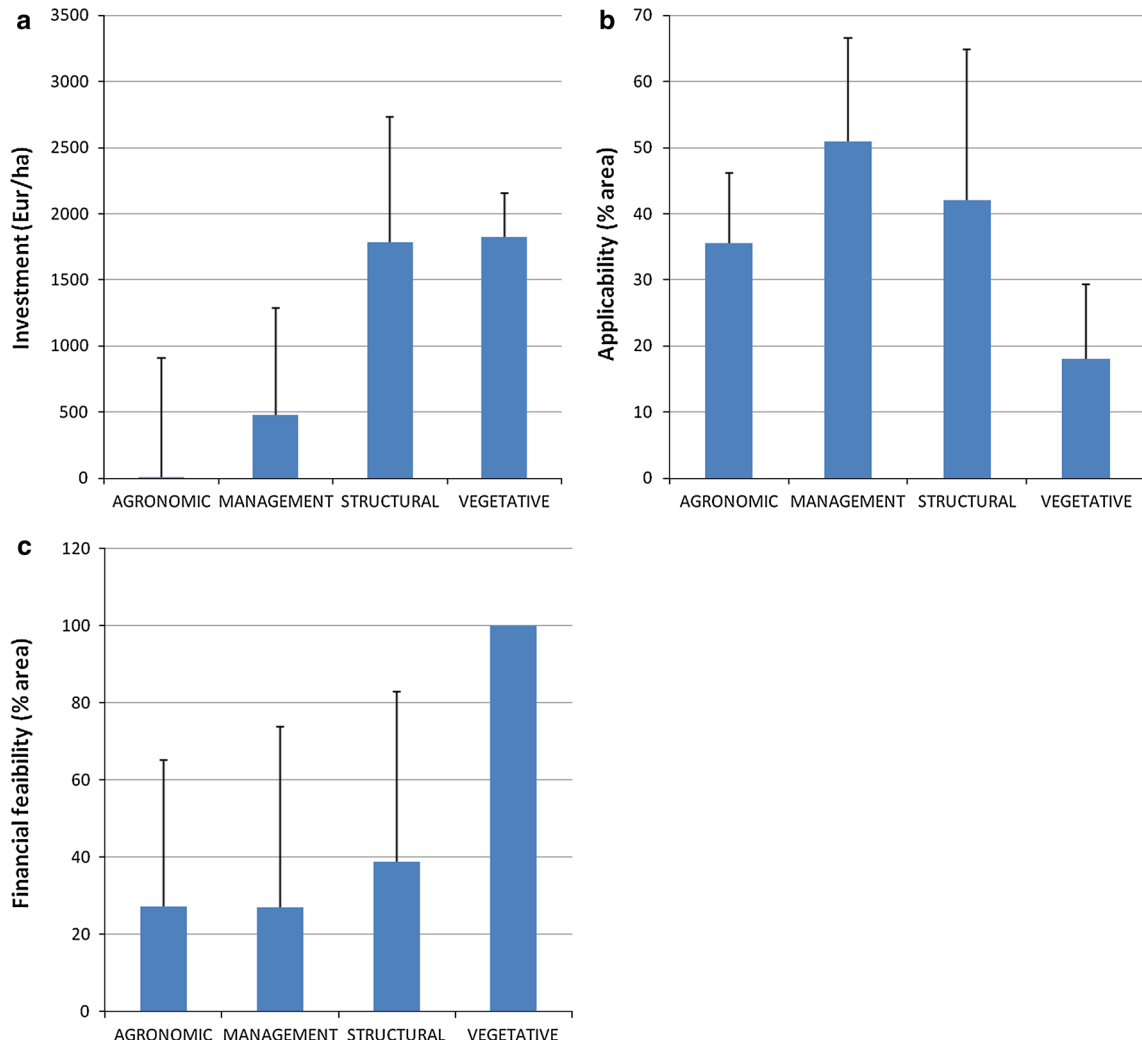 a
Investment (Eur/ha)
3500
3000
2500
2000
1500
1000
500
0
AGRONOMIC MANAGEMENT STRUCTURAL VEGETATIVE
b
Applicability (% area)
70
60
50
40
30
20
10
0
AGRONOMIC MANAGEMENT STRUCTURAL VEGETATIVE
c
Financial feaibility (% area)
120
100
80
60
40
20
0
AGRONOMIC MANAGEMENT STRUCTURAL VEGETATIVE